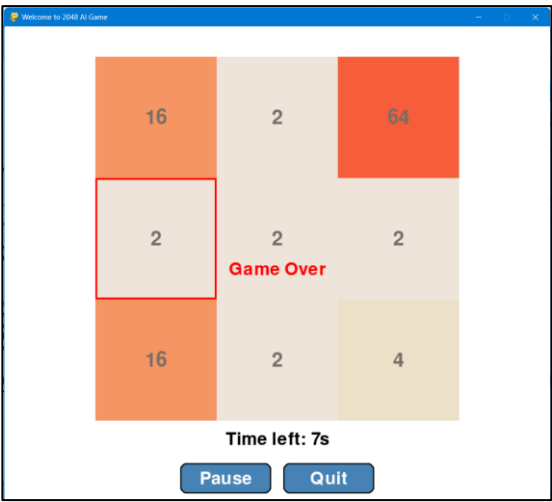 Welcome to 2048 AI Game
16 2 64
2 2 2
Game Over
16 2 4
Time left: 7s
Pause Quit